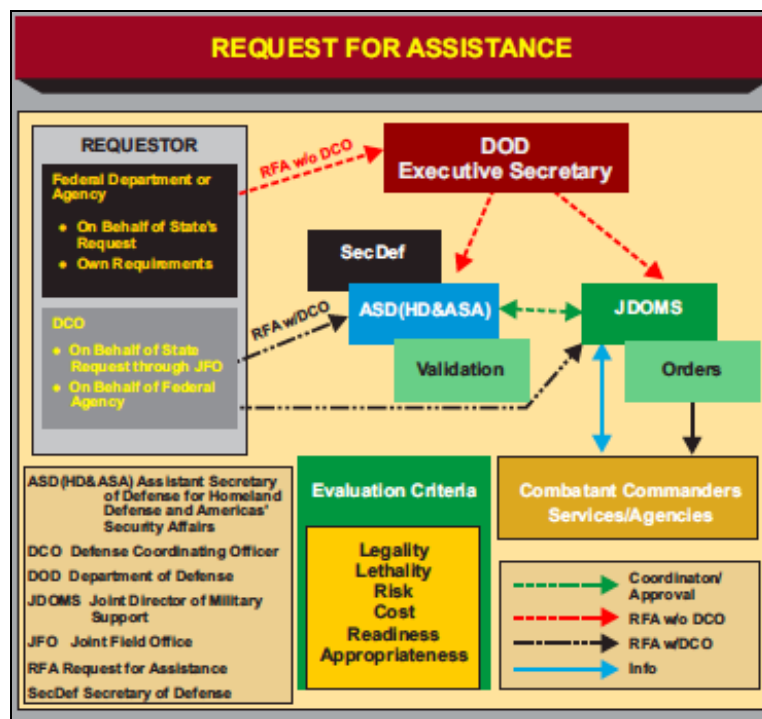 REQUEST FOR ASSISTANCE
REQUESTOR
Federal Department or
Agency
● On Behalf of State's
Request
● Own Requirements
DCO
● On Behalf of State
Request through JFO
● On Behalf of Federal
Agency
RFA w/o DCO
DOD
Executive Secretary
SecDef
RFA w/DCO
ASD(HD&ASA)
JDOMS
Validation
Orders
ASD(HD&ASA) Assistant Secretary
of Defense for Homeland
Defense and Americas'
Security Affairs
DCO Defense Coordinating Officer
DOD Department of Defense
JDOMS Joint Director of Military
Support
JFO Joint Field Office
RFA Request for Assistance
SecDef Secretary of Defense
Evaluation Criteria
Legality
Lethality
Risk
Cost
Readiness
Appropriateness
Combatant Commanders
Services/Agencies
Coordinaton/
Approval
RFA w/o DCO
RFA w/DCO
Info